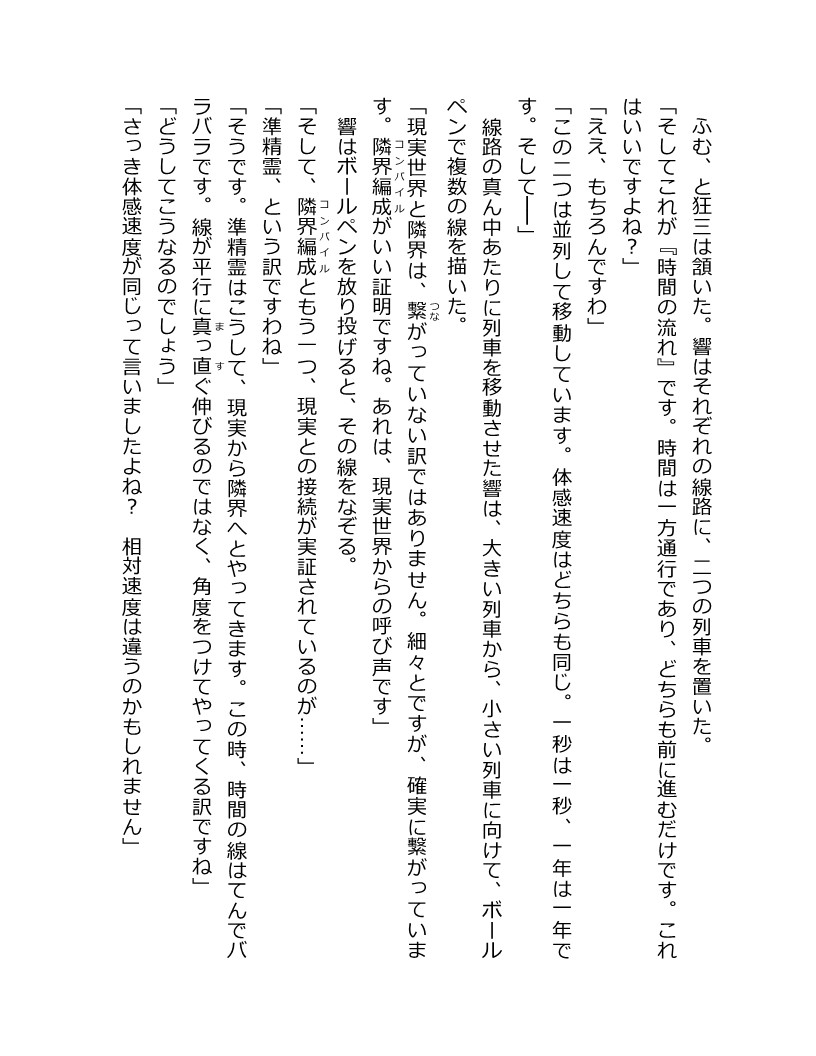 ふむ、と狂三は頷いた。響はそれぞれの線路に、二つの列車を置いた。
「そしてこれが『時間の流れ』です。時間は一方通行であり、どちらも前に進むだけです。これ
はいいですよね？」
「ええ、もちろんですわ」
「この二つは並列して移動しています。体感速度はどちらも同じ。一秒は一秒、一年は一年で
す。そして――」
　線路の真ん中あたりに列車を移動させた響は、大きい列車から、小さい列車に向けて、ボール
ペンで複数の線を描いた。
「現実世界と隣界は、繋つながっていない訳ではありません。細々とですが、確実に繋がっていま
す。隣界編成コンパイルがいい証明ですね。あれは、現実世界からの呼び声です」
　響はボールペンを放り投げると、その線をなぞる。
「そして、隣界編成コンパイルともう一つ、現実との接続が実証されているのが……」
「準精霊、という訳ですわね」
「そうです。準精霊はこうして、現実から隣界へとやってきます。この時、時間の線はてんでバ
ラバラです。線が平行に真まっ直すぐ伸びるのではなく、角度をつけてやってくる訳ですね」
「どうしてこうなるのでしょう」
「さっき体感速度が同じって言いましたよね？　相対速度は違うのかもしれません」